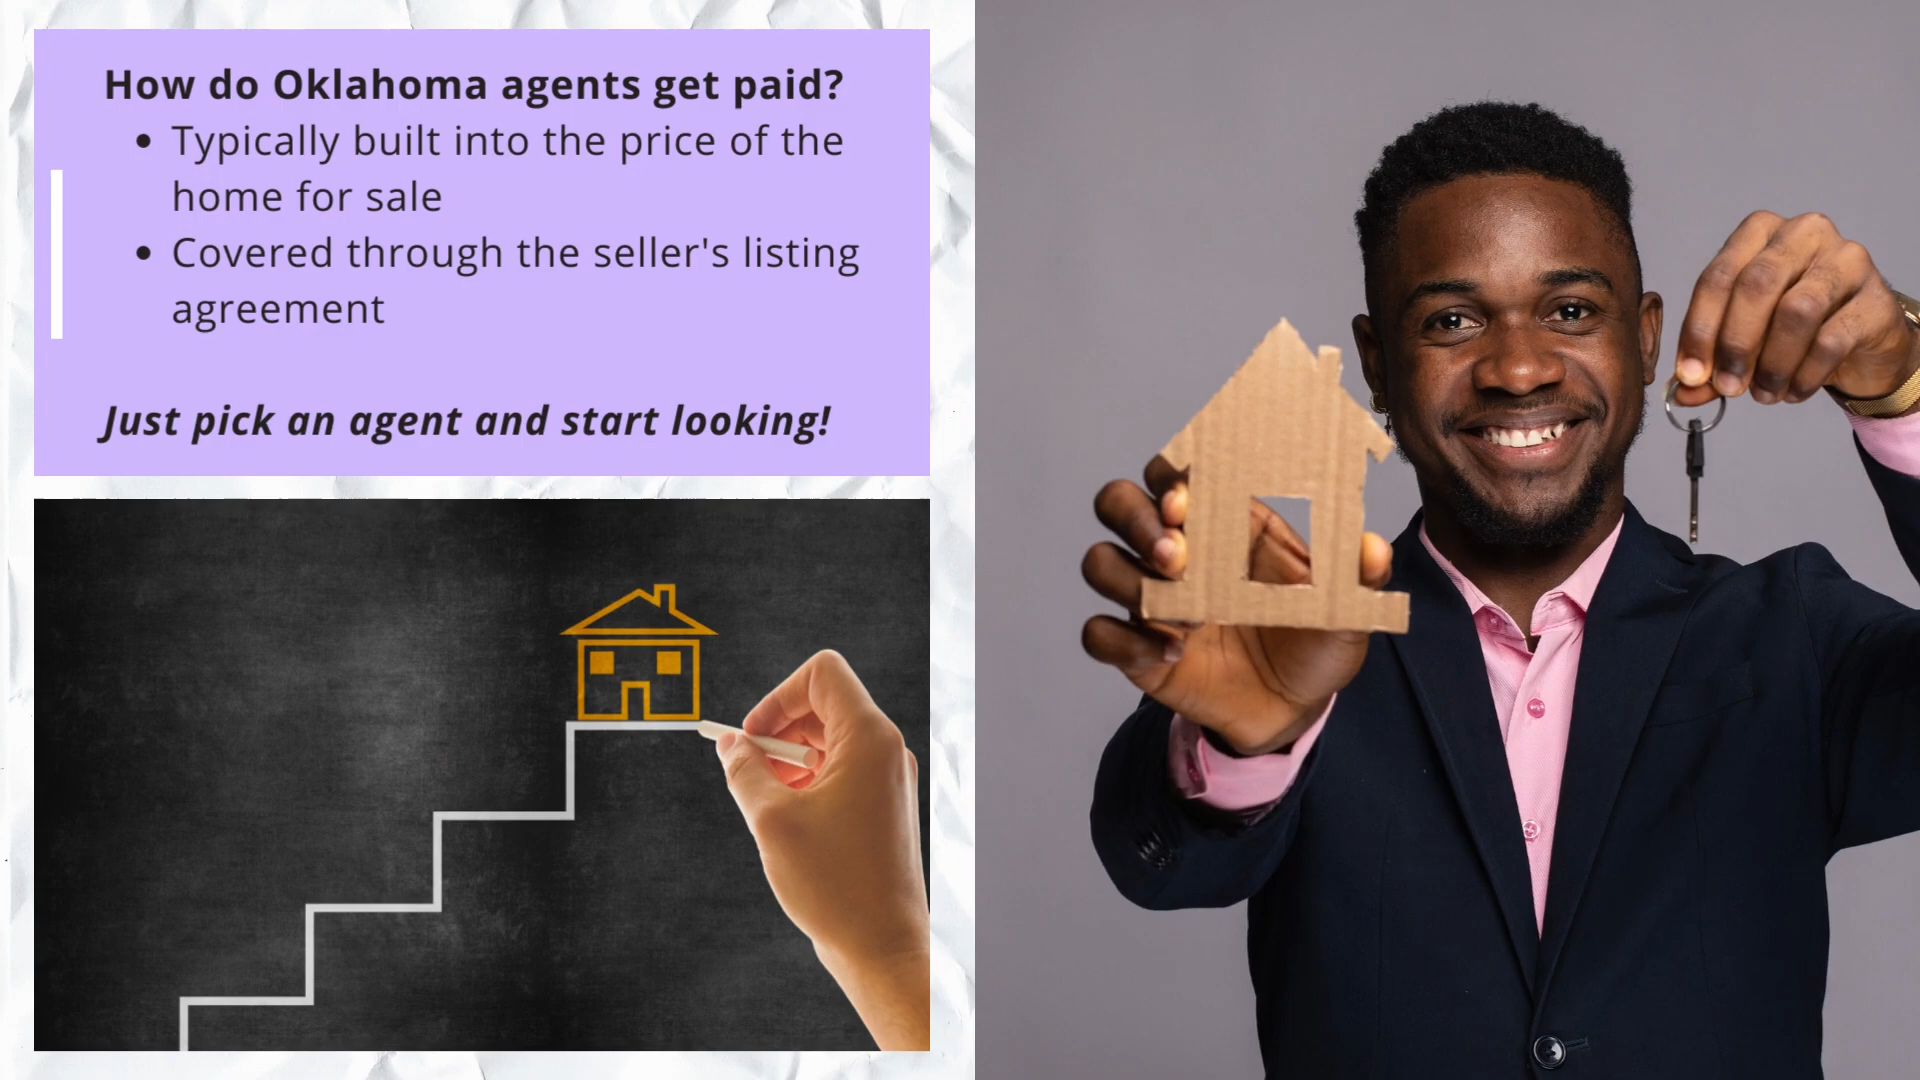 How do Oklahoma agents get paid?
• Typically built into the price of the
home for sale
• Covered through the seller's listing
agreement
Just pick an agent and start looking!